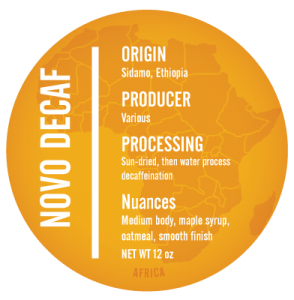 NOVO DECAF
ORIGIN
Sidamo, Ethiopia
PRODUCER
Various
PROCESSING
Sun-dried, then water process
decaffeination
Nuances
Medium body, maple syrup,
oatmeal, smooth finish
NET WT 12 oz
AFRICA